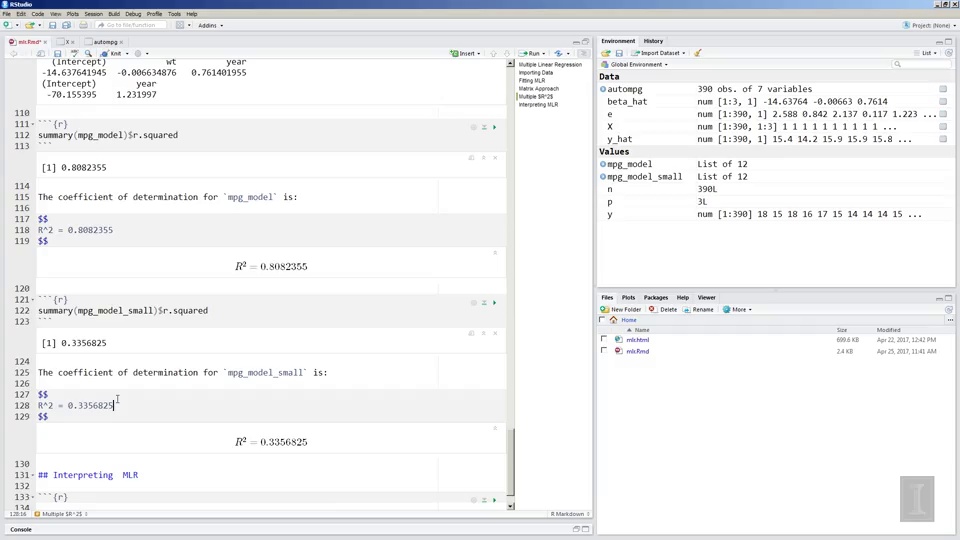 RStudio
File Edit Code View Plots Session Build Debug Profile Tools Help
Go to file/function
Addins
Project: (None)
mlr.Rmd*
X
autompg
ABC
Knit
Insert
Run
(Intercept) wt year
-14.637641945 -0.006634876 0.761401955
(Intercept) year
-70.155395 1.231997
110
111 ```{r}
112 summary(mpg_model)$r.squared
113 ```
[1] 0.8082355
114
115 The coefficient of determination for `mpg_model` is:
116
117 $$
118 R^2 = 0.8082355
119 $$
R² = 0.8082355
120
121 ```{r}
122 summary(mpg_model_small)$r.squared
123 ```
[1] 0.3356825
124
125 The coefficient of determination for `mpg_model_small` is:
126
127 $$
128 R^2 = 0.3356825
129 $$
R² = 0.3356825
130
131 ## Interpreting MLR
132
133 ```{r}
134
128:16
Multiple $R^2$
R Markdown
Console
Multiple Linear Regression
Importing Data
Fitting MLR
Matrix Approach
Multiple $R^2$
Interpreting MLR
Environment History
Import Dataset
List
Global Environment
Data
autompg 390 obs. of 7 variables
beta_hat num [1:3, 1] -14.63764 -0.00663 0.7614
e num [1:390, 1] 2.588 0.842 2.137 0.117 1.223 ...
X num [1:390, 1:3] 1 1 1 1 1 1 1 1 1 1 ...
y_hat num [1:390, 1] 15.4 14.2 15.9 15.9 15.8 ...
Values
mpg_model List of 12
mpg_model_small List of 12
n 390L
p 3L
y num [1:390] 18 15 18 16 17 15 14 14 14 15 ...
Files Plots Packages Help Viewer
New Folder Delete Rename More
Home
Name Size Modified
mlr.html 699.6 KB Apr 22, 2017, 12:42 PM
mlr.Rmd 2.4 KB Apr 25, 2017, 11:41 AM
I